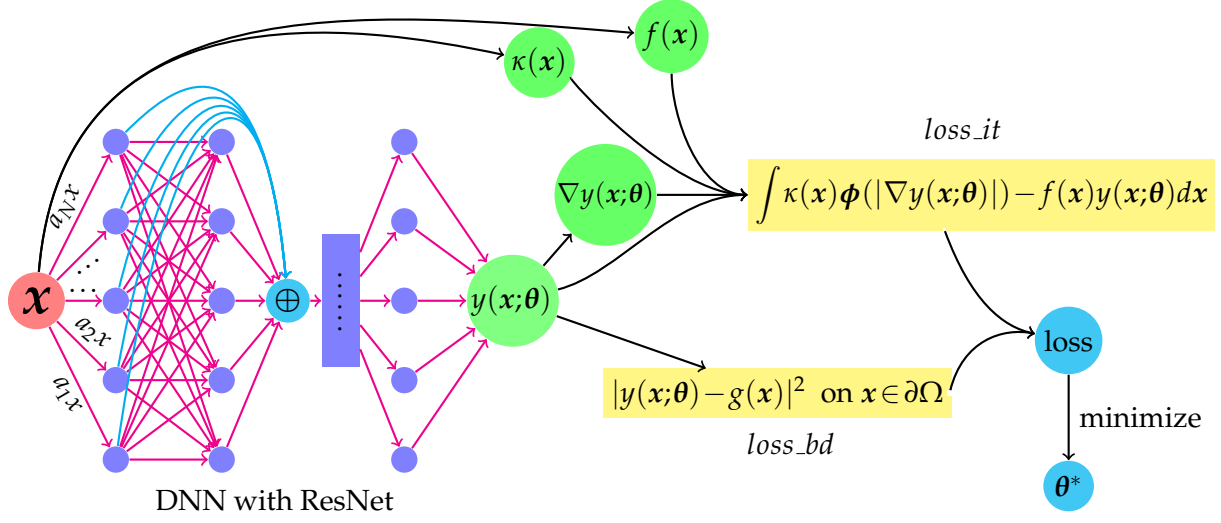 f(x)
κ(x)
loss_it
∇y(x;θ)
∫ κ(x)ϕ(|∇y(x;θ)|)−f(x)y(x;θ)dx
a_N x
...
...
x
⊕
......
y(x;θ)
a_2 x
a_1 x
loss
|y(x;θ)−g(x)|² on x∈∂Ω
loss_bd
minimize
θ*
DNN with ResNet